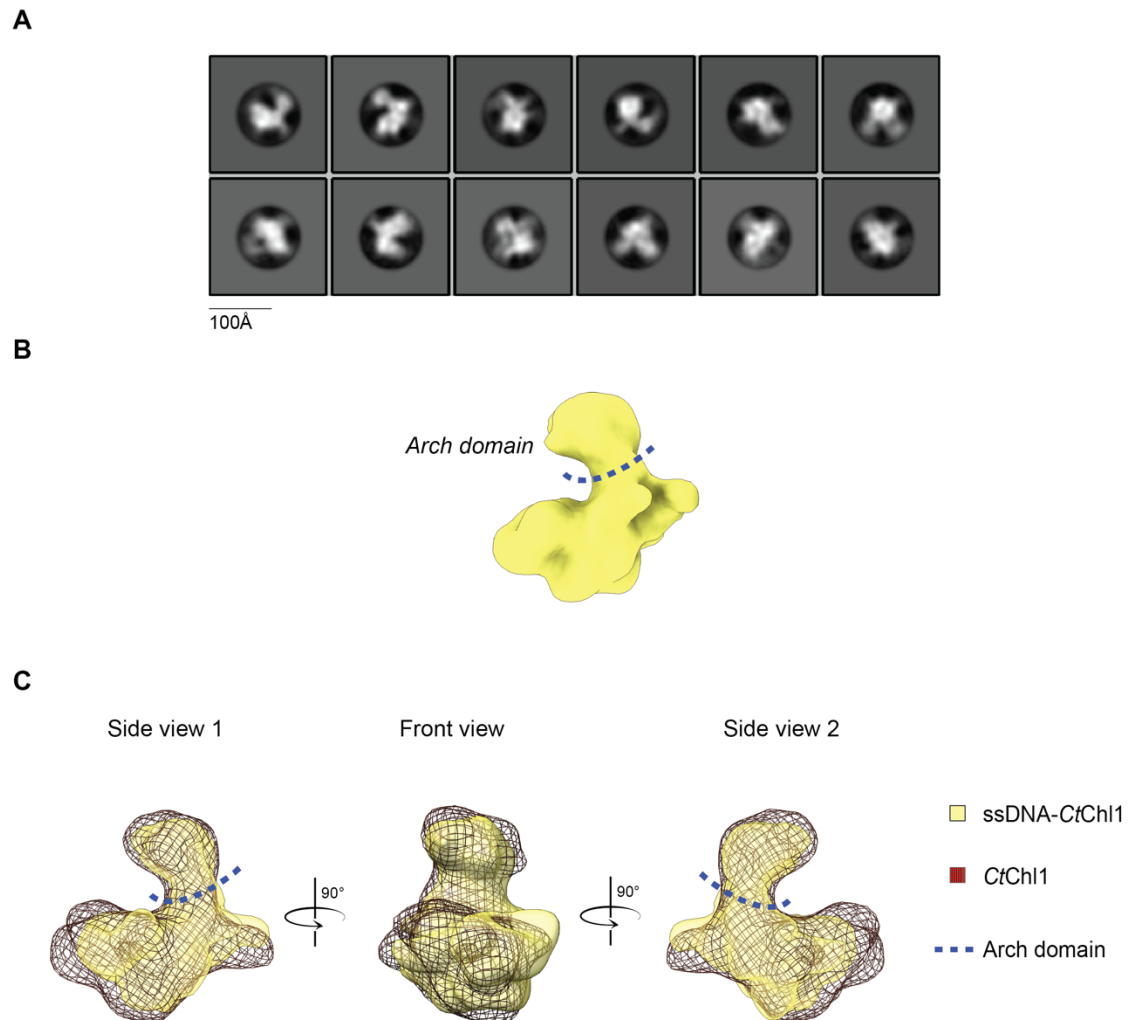 A
100Å
B
Arch domain
C
Side view 1
Front view
Side view 2
90°
90°
ssDNA-CtChl1
CtChl1
Arch domain